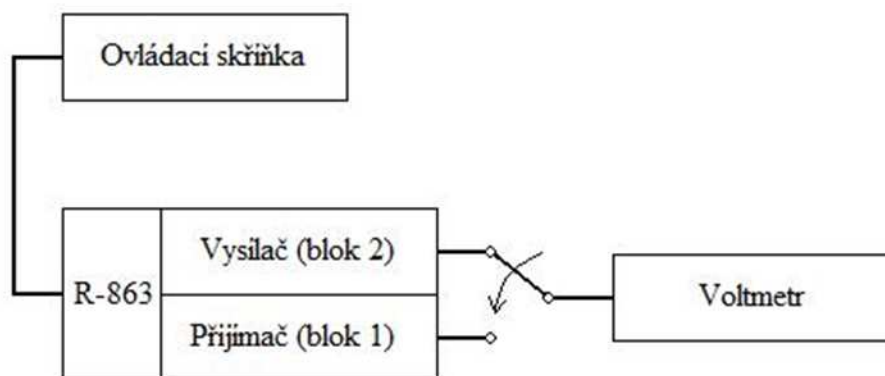 Ovládací skříňka
R-863
Vysílač (blok 2)
Přijímač (blok 1)
Voltmetr